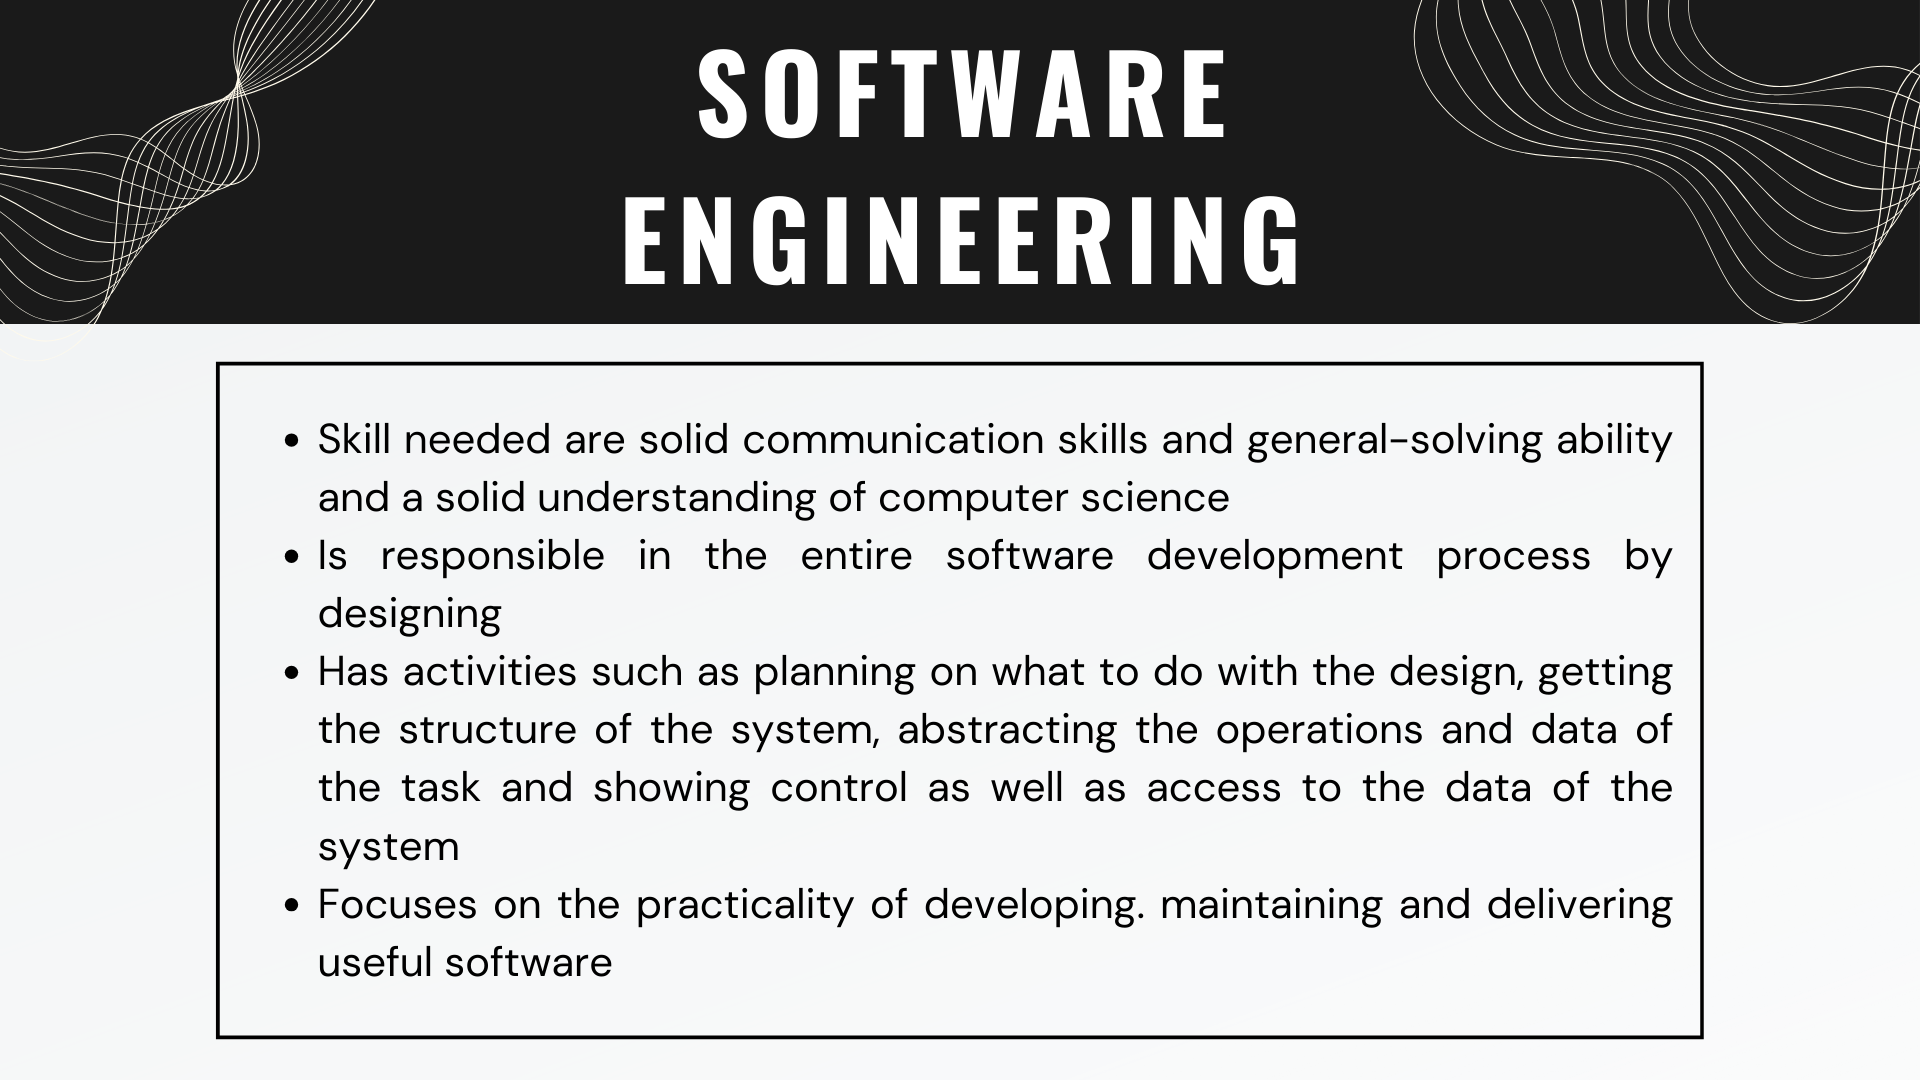 SOFTWARE
ENGINEERING
• Skill needed are solid communication skills and general-solving ability
and a solid understanding of computer science
• Is responsible in the entire software development process by
designing
• Has activities such as planning on what to do with the design, getting
the structure of the system, abstracting the operations and data of
the task and showing control as well as access to the data of the
system
• Focuses on the practicality of developing. maintaining and delivering
useful software